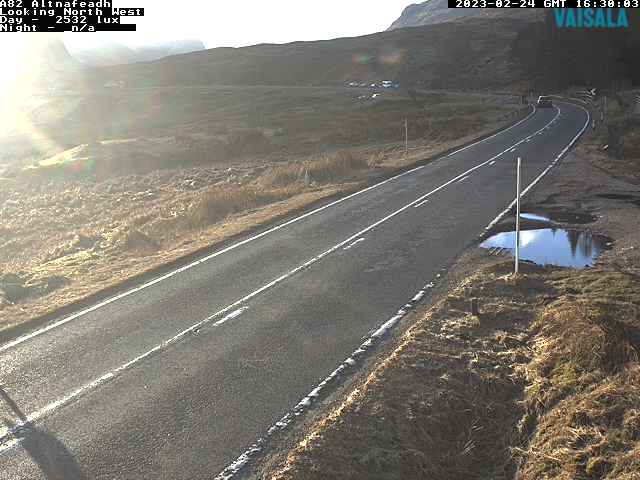 A82 Altnafeadh
Looking North West
Day - 2532 lux
Night - n/a
2023-02-24 GMT 16:30:03
VAISALA